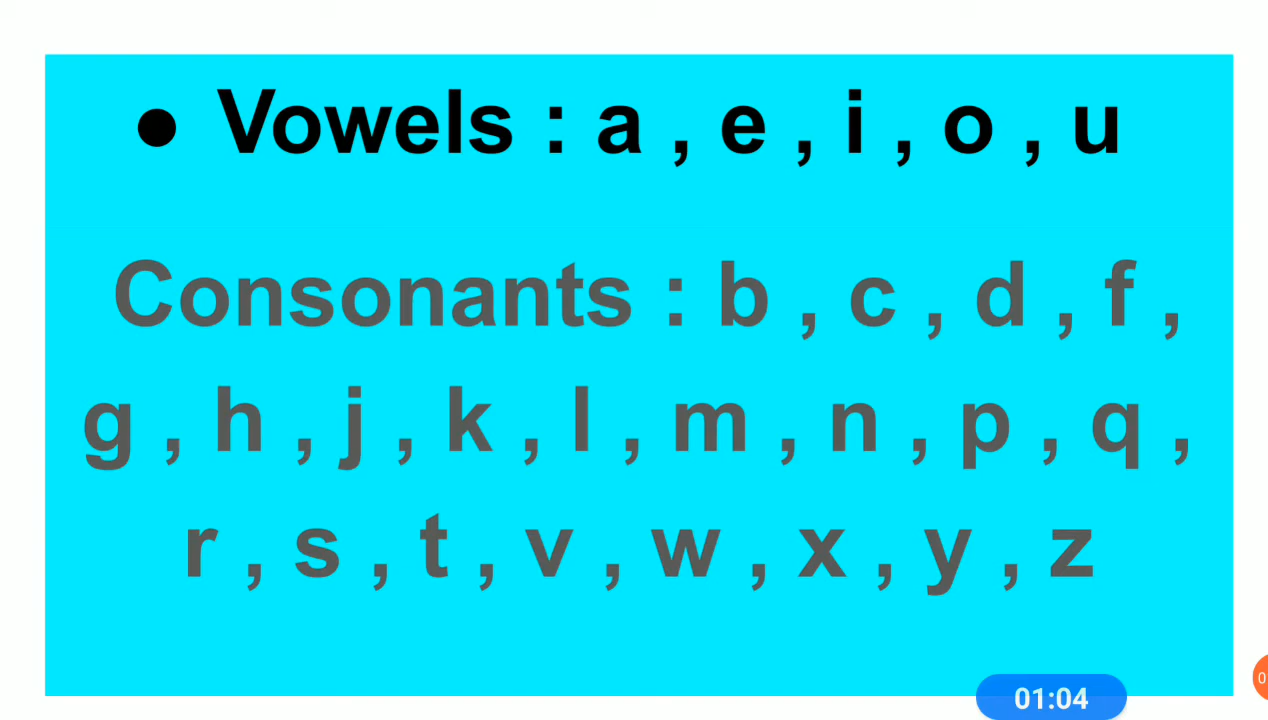 ● Vowels : a , e , i , o , u
Consonants : b , c , d , f ,
g , h , j , k , l , m , n , p , q ,
r , s , t , v , w , x , y , z
01:04